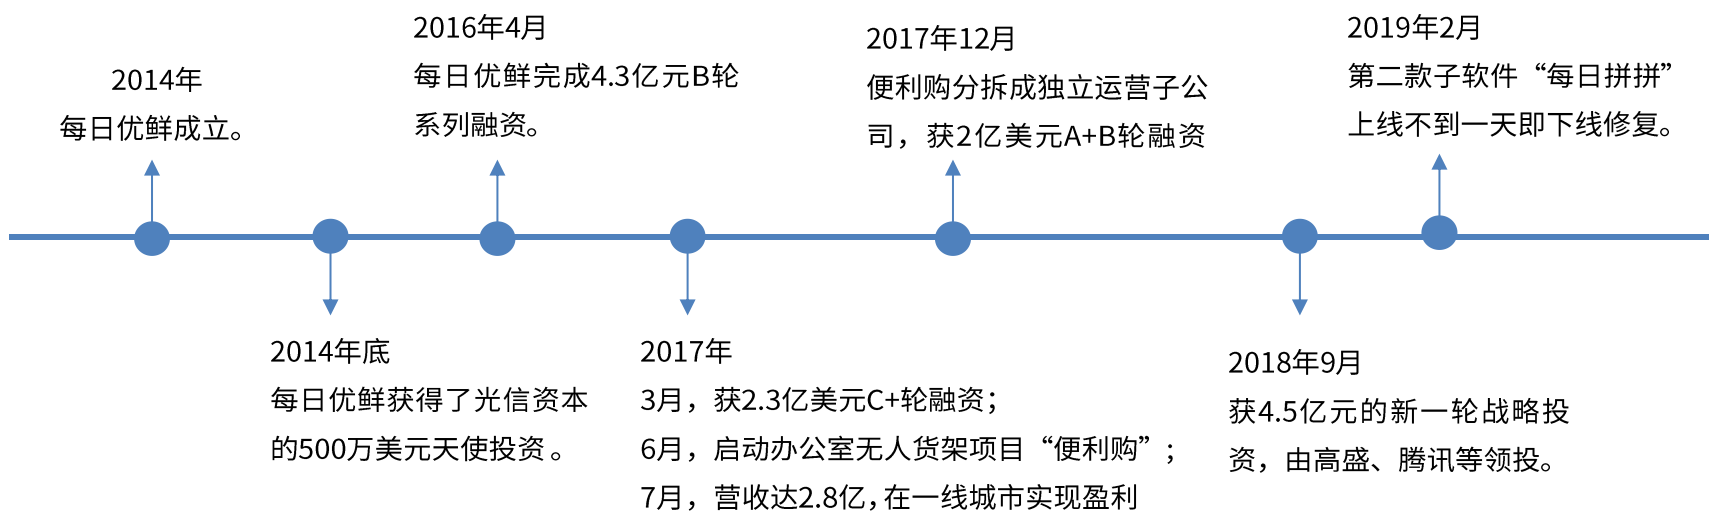 2014年
每日优鲜成立。
2014年底
每日优鲜获得了光信资本
的500万美元天使投资。
2016年4月
每日优鲜完成4.3亿元B轮
系列融资。
2017年
3月，获2.3亿美元C+轮融资；
6月，启动办公室无人货架项目“便利购”；
7月，营收达2.8亿，在一线城市实现盈利
2017年12月
便利购分拆成独立运营子公
司，获2亿美元A+B轮融资
2018年9月
获4.5亿元的新一轮战略投
资，由高盛、腾讯等领投。
2019年2月
第二款子软件“每日拼拼”
上线不到一天即下线修复。